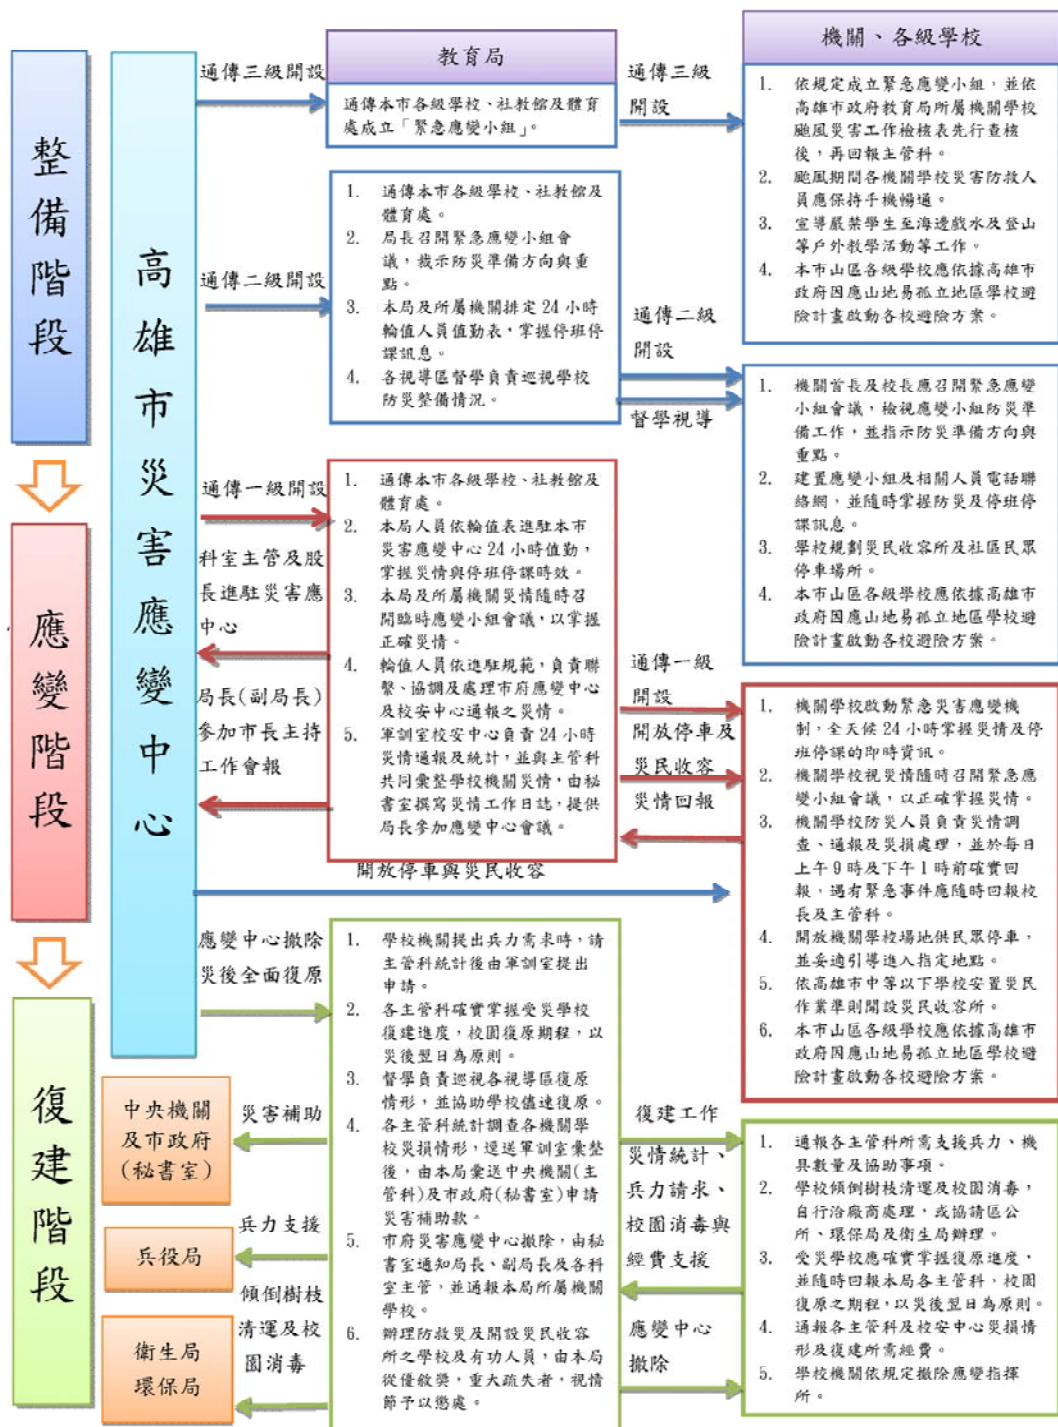 整備階段
應變階段
復建階段
高雄市災害應變中心
通傳三級開設
教育局
通傳本市各級學校、社教館及體育
處成立「緊急應變小組」。
通傳三級
開設
機關、各級學校
1. 依規定成立緊急應變小組，並依
高雄市政府教育局所屬機關學校
颱風災害工作檢核表先行查核
後，再回報主管科。
2. 颱風期間各機關學校災害防救人
員應保持手機暢通。
3. 宣導嚴禁學生至海邊戲水及登山
等戶外教學活動等工作。
4. 本市山區各級學校應依據高雄市
政府因應山地易孤立地區學校避
險計畫啟動各校避險方案。
通傳二級開設
1. 通傳本市各級學校、社教館及
體育處。
2. 局長召開緊急應變小組會
議，裁示防災準備方向與重
點。
3. 本局及所屬機關排定24小時
輪值人員值勤表，掌握停班停
課訊息。
4. 各視導區督學負責巡視學校
防災整備情況。
通傳二級
開設
督學視導
1. 機關首長及校長應召開緊急應變
小組會議，檢視應變小組防災準
備工作，並指示防災準備方向與
重點。
2. 建置應變小組及相關人員電話聯
絡網，並隨時掌握防災及停班停
課訊息。
3. 學校規劃災民收容所及社區民眾
停車場所。
4. 本市山區各級學校應依據高雄市
政府因應山地易孤立地區學校避
險計畫啟動各校避險方案。
通傳一級開設
科室主管及股
長進駐災害應
中心
局長(副局長)
參加市長主持
工作會報
1. 通傳本市各級學校、社教館及
體育處。
2. 本局人員依輪值表進駐本市
災害應變中心24小時值勤，
掌握災情與停班停課時效。
3. 本局及所屬機關災情隨時召
開臨時應變小組會議，以掌握
正確災情。
4. 輪值人員依進駐規範，負責聯
繫、協調及處理市府應變中心
及校安中心通報之災情。
5. 軍訓室校安中心負責24小時
災情通報及統計，並與主管科
共同彙整學校機關災情，由秘
書室撰寫災情工作日誌，提供
局長參加應變中心會議。
通傳一級
開設
開放停車及
災民收容
災情回報
1. 機關學校啟動緊急災害應變機
制，全天候24小時掌握災情及停
班停課的即時資訊。
2. 機關學校視災情隨時召開緊急應
變小組會議，以正確掌握災情。
3. 機關學校防災人員負責災情調
查、通報及災損處理，並於每日
上午9時及下午1時前確實回
報，遇有緊急事件應隨時回報校
長及主管科。
4. 開放機關學校場地供民眾停車，
並妥適引導進入指定地點。
5. 依高雄市中等以下學校安置災民
作業準則開設災民收容所。
6. 本市山區各級學校應依據高雄市
政府因應山地易孤立地區學校避
險計畫啟動各校避險方案。
開放停車與災民收容
應變中心撤除
災後全面復原
1. 學校機關提出兵力需求時，請
主管科統計後由軍訓室提出
申請。
2. 各主管科確實掌握受災學校
復建進度，校園復原期程，以
災後翌日為原則。
3. 督學負責巡視各視導區復原
情形，並協助學校儘速復原。
4. 各主管科統計調查各機關學
校災損情形，逕送軍訓室彙整
後，由本局彙送中央機關(主
管科)及市政府(秘書室)申請
災害補助款。
5. 市府災害應變中心撤除，由秘
書室通知局長、副局長及各科
室主管，並通報本局所屬機關
學校。
6. 辦理防救災及開設災民收容
所之學校及有功人員，由本局
從優敘獎，重大疏失者，視情
節予以懲處。
中央機關
及市政府
(秘書室)
災害補助
兵役局
兵力支援
衛生局
環保局
傾倒樹枝
清運及校
園消毒
復建工作
災情統計、
兵力請求、
校園消毒與
經費支援
應變中心
撤除
1. 通報各主管科所需支援兵力、機
具數量及協助事項。
2. 學校傾倒樹枝清運及校園消毒，
自行洽廠商處理，或協請區公
所、環保局及衛生局辦理。
3. 受災學校應確實掌握復原進度，
並隨時回報本局各主管科，校園
復原之期程，以災後翌日為原則。
4. 通報各主管科及校安中心災損情
形及復建所需經費。
5. 學校機關依規定撤除應變指揮
所。